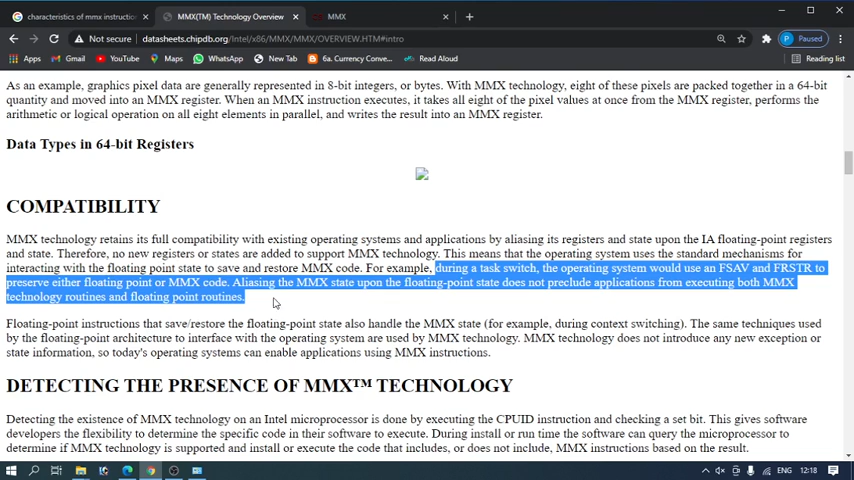 characteristics of mmx instructio
MMX(TM) Technology Overview
MMX
Not secure
datasheets.chipdb.org/Intel/x86/MMX/MMX/OVERVIEW.HTM#intro
P Paused
Apps
Gmail
YouTube
Maps
WhatsApp
New Tab
6a. Currency Conve...
Read Aloud
Reading list
As an example, graphics pixel data are generally represented in 8-bit integers, or bytes. With MMX technology, eight of these pixels are packed together in a 64-bit
quantity and moved into an MMX register. When an MMX instruction executes, it takes all eight of the pixel values at once from the MMX register, performs the
arithmetic or logical operation on all eight elements in parallel, and writes the result into an MMX register.
Data Types in 64-bit Registers
COMPATIBILITY
MMX technology retains its full compatibility with existing operating systems and applications by aliasing its registers and state upon the IA floating-point registers
and state. Therefore, no new registers or states are added to support MMX technology. This means that the operating system uses the standard mechanisms for
interacting with the floating point state to save and restore MMX code. For example, during a task switch, the operating system would use an FSAV and FRSTR to
preserve either floating point or MMX code. Aliasing the MMX state upon the floating-point state does not preclude applications from executing both MMX
technology routines and floating point routines.
Floating-point instructions that save/restore the floating-point state also handle the MMX state (for example, during context switching). The same techniques used
by the floating-point architecture to interface with the operating system are used by MMX technology. MMX technology does not introduce any new exception or
state information, so today's operating systems can enable applications using MMX instructions.
DETECTING THE PRESENCE OF MMX™ TECHNOLOGY
Detecting the existence of MMX technology on an Intel microprocessor is done by executing the CPUID instruction and checking a set bit. This gives software
developers the flexibility to determine the specific code in their software to execute. During install or run time the software can query the microprocessor to
determine if MMX technology is supported and install or execute the code that includes, or does not include, MMX instructions based on the result.
ENG
12:18